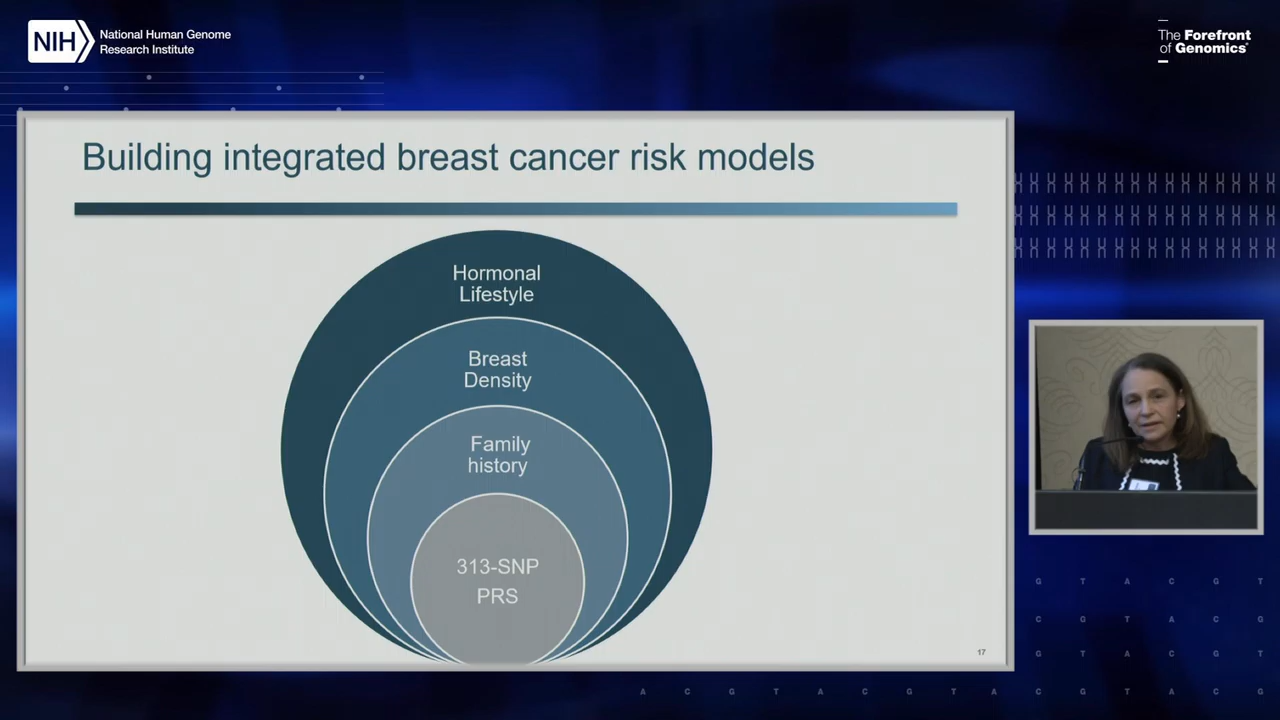 NIH
National Human Genome
Research Institute
The Forefront
of Genomics®
Building integrated breast cancer risk models
Hormonal
Lifestyle
Breast
Density
Family
history
313-SNP
PRS
17
G T A C G T
C G T A C G
G T A C G T
A C G T A C G T A C G T A C G